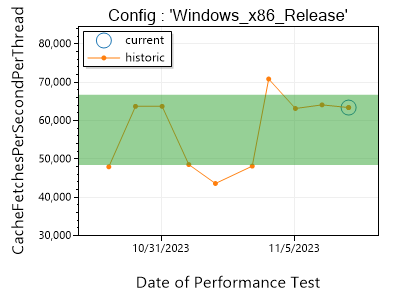 Config : 'Windows_x86_Release'
CacheFetchesPerSecondPerThread
current
historic
80,000
70,000
60,000
50,000
40,000
30,000
10/31/2023
11/5/2023
Date of Performance Test